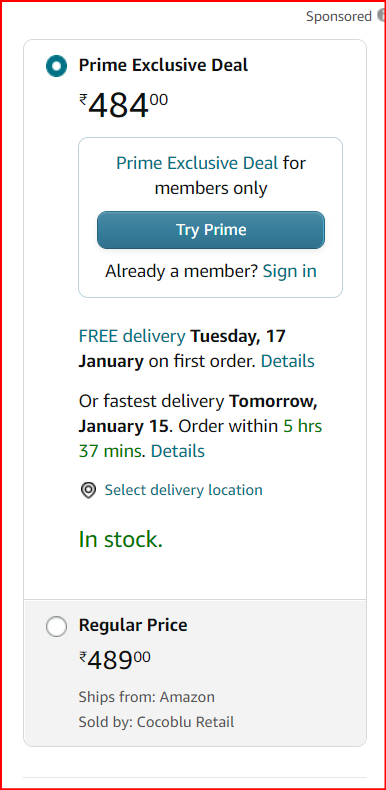 Sponsored
Prime Exclusive Deal
₹48400
Prime Exclusive Deal for
members only
Try Prime
Already a member? Sign in
FREE delivery Tuesday, 17
January on first order. Details
Or fastest delivery Tomorrow,
January 15. Order within 5 hrs
37 mins. Details
Select delivery location
In stock.
Regular Price
₹48900
Ships from: Amazon
Sold by: Cocoblu Retail